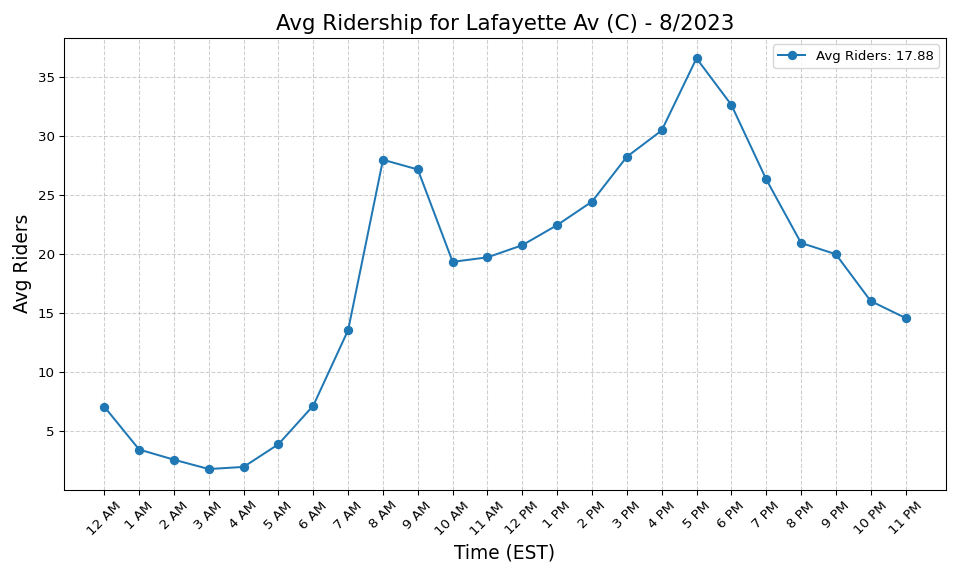 Avg Ridership for Lafayette Av (C) - 8/2023
Avg Riders: 17.88
Avg Riders
35
30
25
20
15
10
5
12 AM
1 AM
2 AM
3 AM
4 AM
5 AM
6 AM
7 AM
8 AM
9 AM
10 AM
11 AM
12 PM
1 PM
2 PM
3 PM
4 PM
5 PM
6 PM
7 PM
8 PM
9 PM
10 PM
11 PM
Time (EST)